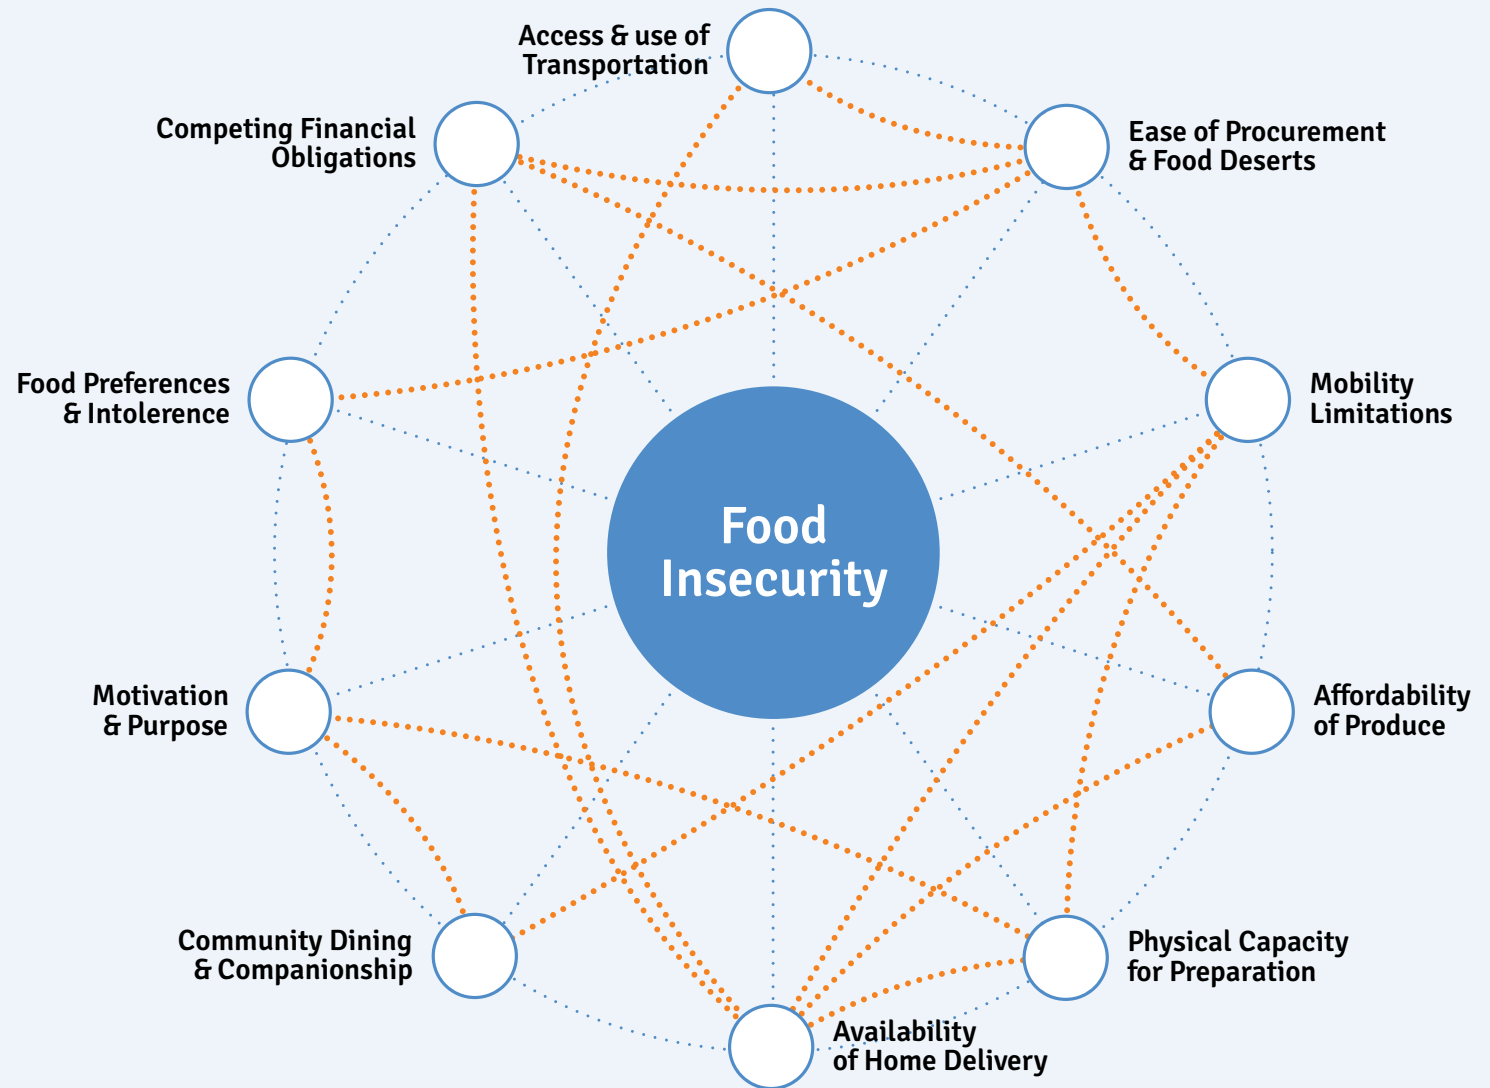 Access & use of
Transportation
Competing Financial
Obligations
Ease of Procurement
& Food Deserts
Food Preferences
& Intolerence
Mobility
Limitations
Food
Insecurity
Motivation
& Purpose
Affordability
of Produce
Community Dining
& Companionship
Physical Capacity
for Preparation
Availability
of Home Delivery